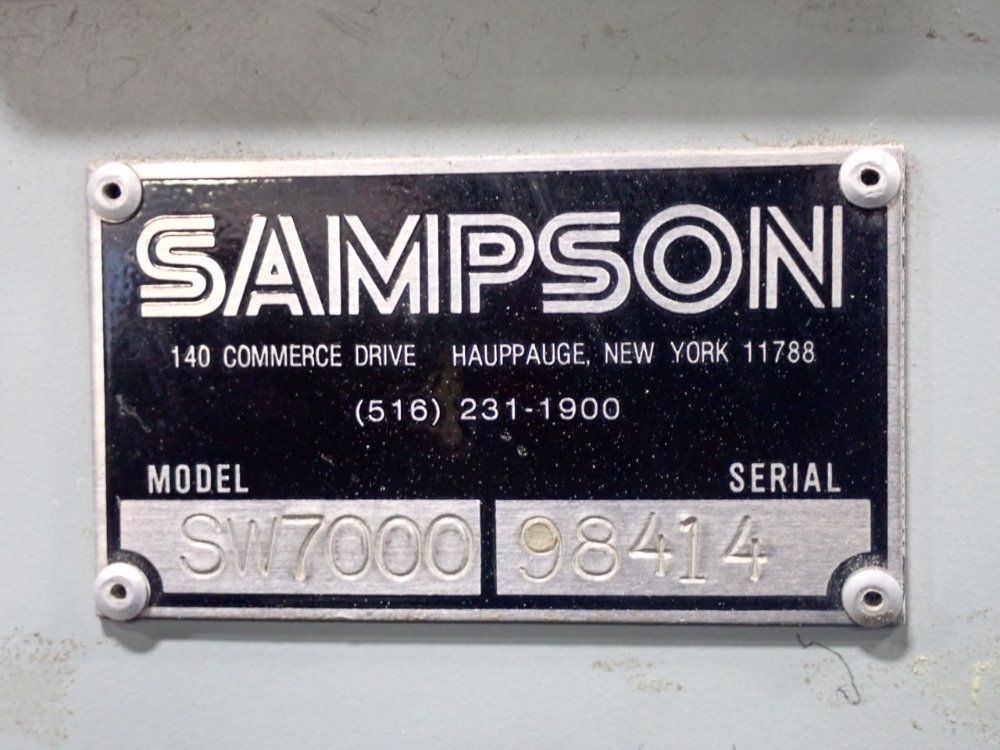 SAMPSON
140 COMMERCE DRIVE HAUPPAUGE, NEW YORK 11788
(516) 231-1900
MODEL SERIAL
SW7000 98414